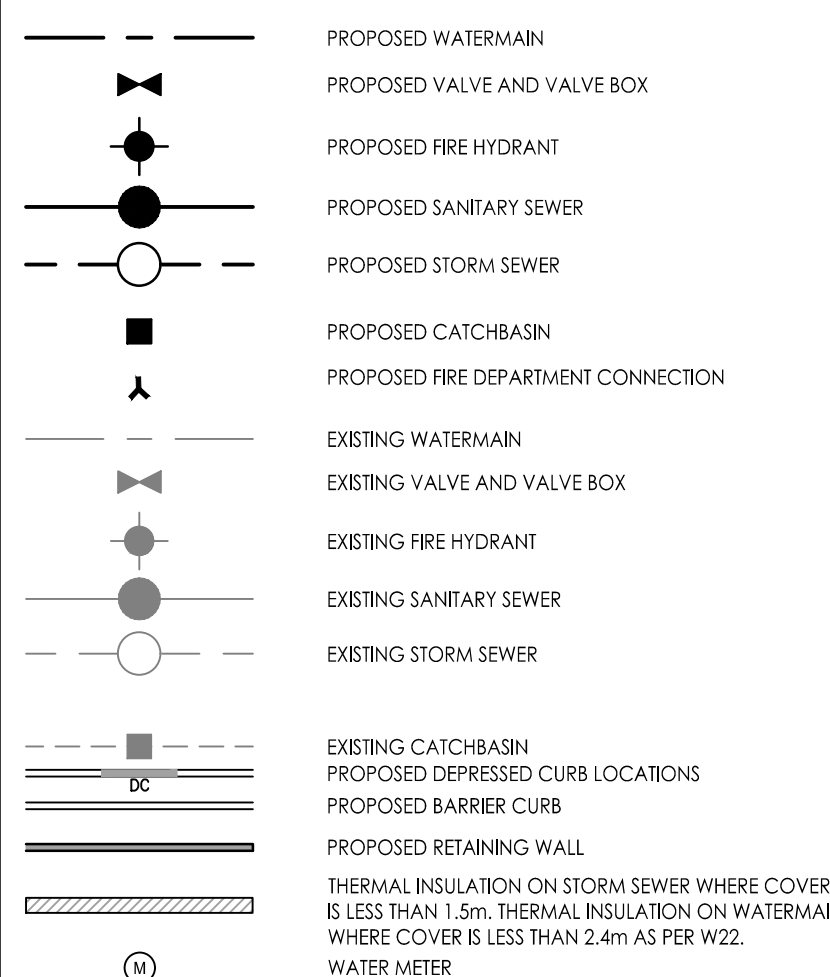 PROPOSED WATERMAIN
PROPOSED VALVE AND VALVE BOX
PROPOSED FIRE HYDRANT
PROPOSED SANITARY SEWER
PROPOSED STORM SEWER
PROPOSED CATCHBASIN
PROPOSED FIRE DEPARTMENT CONNECTION
EXISTING WATERMAIN
EXISTING VALVE AND VALVE BOX
EXISTING FIRE HYDRANT
EXISTING SANITARY SEWER
EXISTING STORM SEWER
EXISTING CATCHBASIN
PROPOSED DEPRESSED CURB LOCATIONS
DC
PROPOSED BARRIER CURB
PROPOSED RETAINING WALL
THERMAL INSULATION ON STORM SEWER WHERE COVER
IS LESS THAN 1.5m. THERMAL INSULATION ON WATERMAI
WHERE COVER IS LESS THAN 2.4m AS PER W22.
M WATER METER